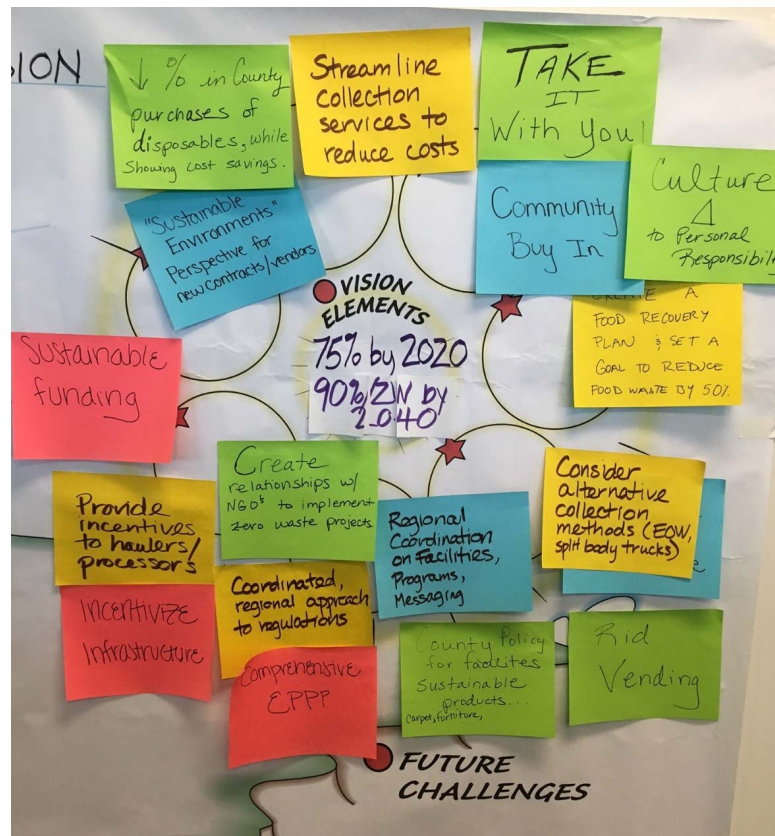 ION
↓ % in County
purchases of
disposables, while
showing cost savings.
Streamline
collection
services to
reduce costs
TAKE
IT
With you!
"Sustainable
Environments"
Perspective for
new contracts/vendors
Community
Buy In
Culture
Δ
to Personal
Responsibil
VISION
ELEMENTS
75% by 2020
90%/ZW by
2040
CREATE A
FOOD RECOVERY
PLAN & SET A
GOAL TO REDUCE
FOOD WASTE BY 50%
Sustainable
funding
Create
relationships w/
NGO's to implement
zero waste projects
Provide
incentives
to haulers/
processors
Regional
Coordination
on Facilities,
Programs,
Messaging
Consider
alternative
collection
methods (EOW,
split body trucks)
Incentivize
Infrastructure
Coordinated,
regional approach
to regulations
Comprehensive
EPPP
County Policy
for facilites
sustainable
products...
Carpet, furniture,
Rid
Vending
FUTURE
CHALLENGES